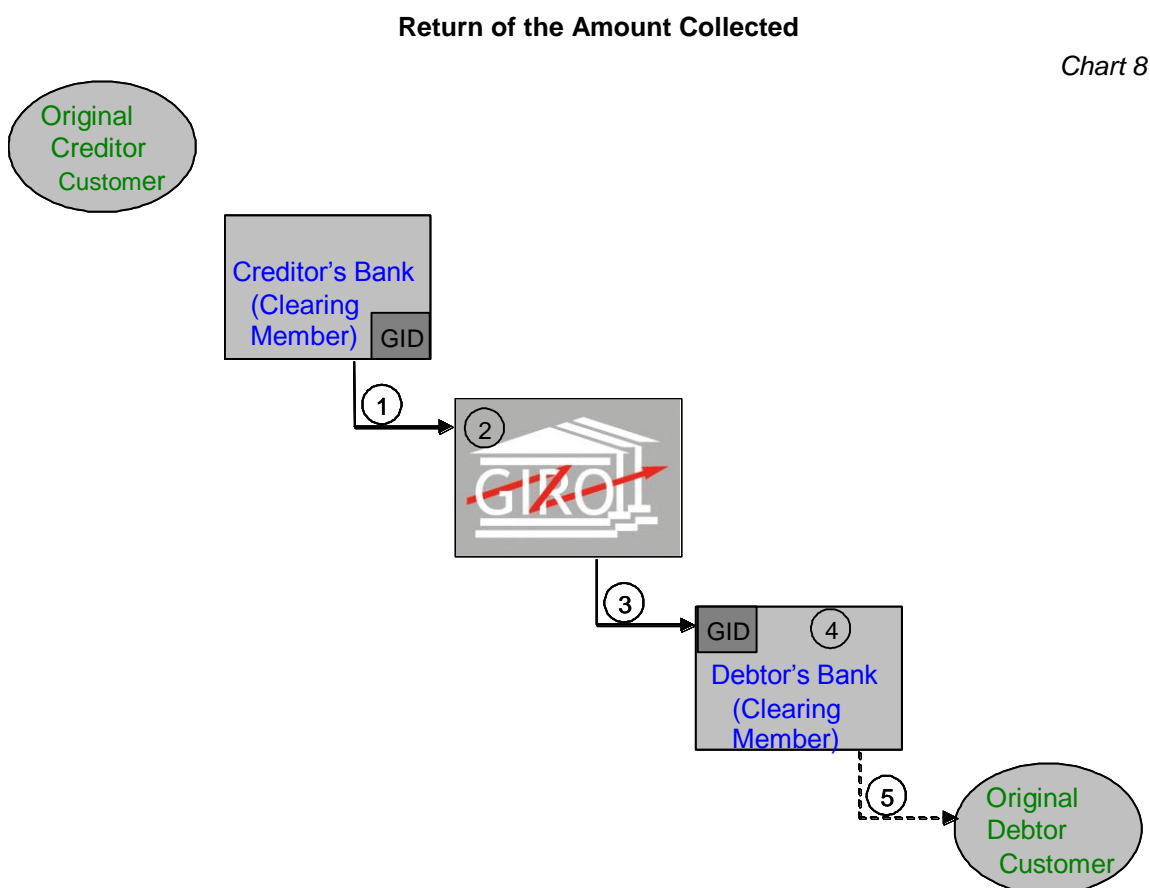 Return of the Amount Collected
Chart 8
Original
Creditor
Customer
Creditor's Bank
(Clearing
Member)
GID
1
2
GIRO
3
GID
4
Debtor's Bank
(Clearing
Member)
5
Original
Debtor
Customer